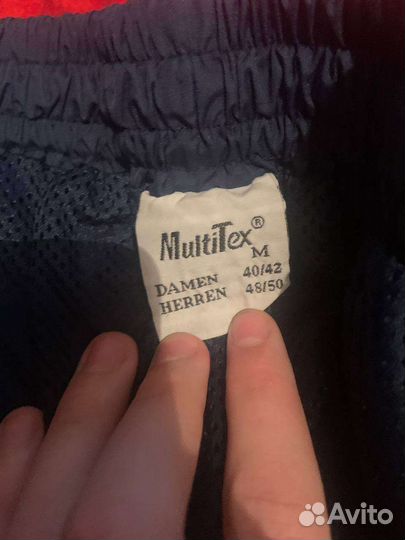 MultiTex®
M
DAMEN 40/42
HERREN 48/50
Avito